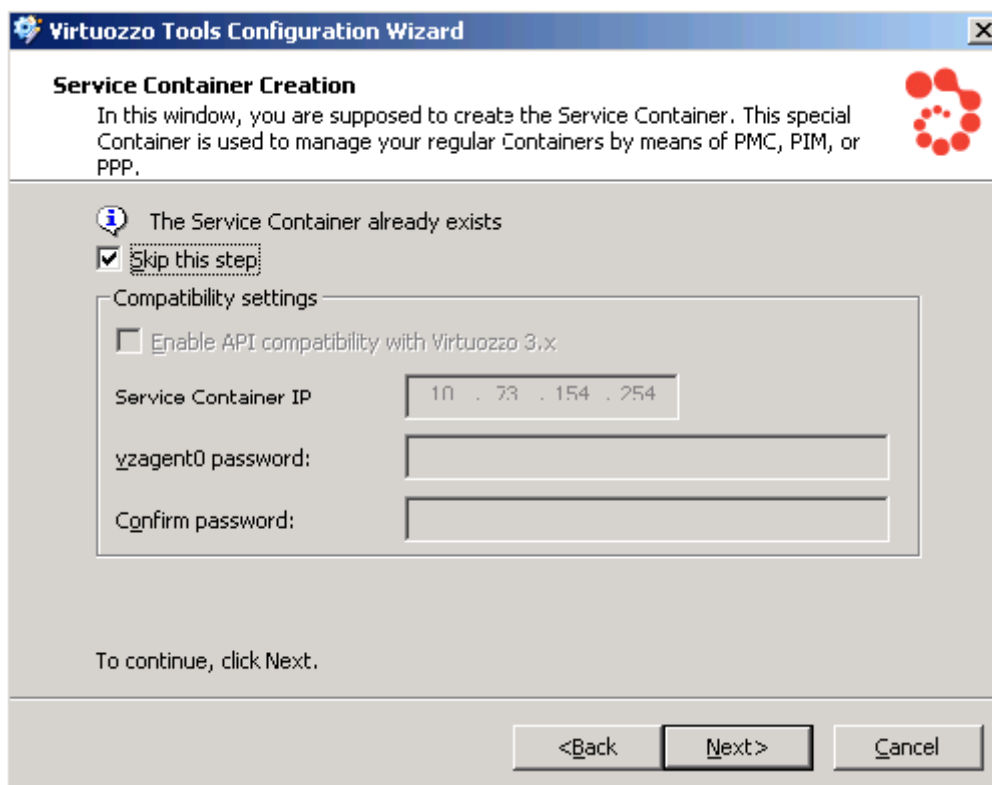 Virtuozzo Tools Configuration Wizard
Service Container Creation
In this window, you are supposed to create the Service Container. This special
Container is used to manage your regular Containers by means of PMC, PIM, or
PPP.
The Service Container already exists
Skip this step
Compatibility settings
Enable API compatibility with Virtuozzo 3.x
Service Container IP 10 . 73 . 154 . 254
vzagent0 password:
Confirm password:
To continue, click Next.
<Back Next> Cancel